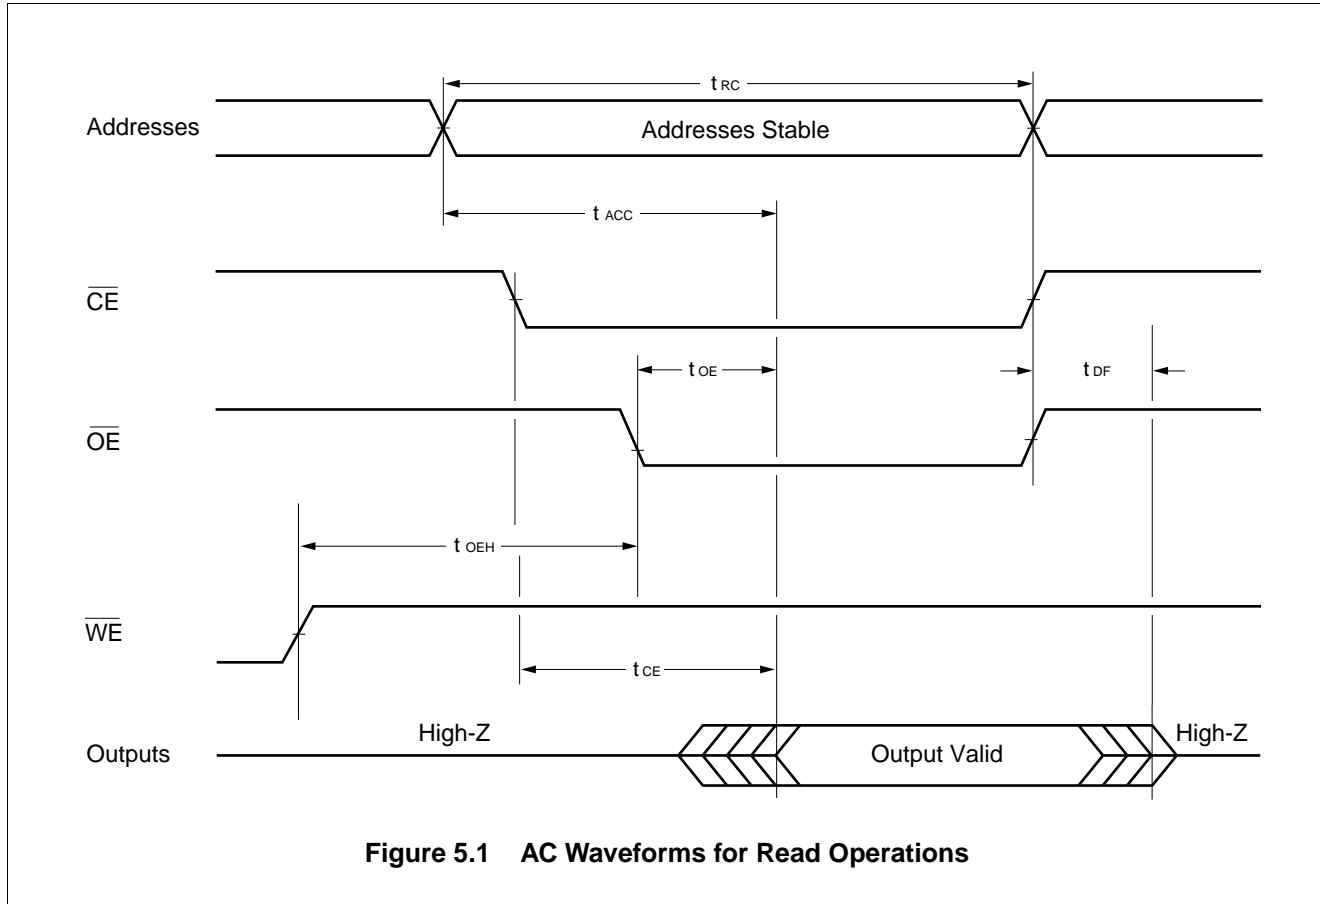 t RC
Addresses
Addresses Stable
t ACC
CE
t OE
t DF
OE
t OEH
WE
t CE
High-Z
High-Z
Outputs
Output Valid
Figure 5.1 AC Waveforms for Read Operations